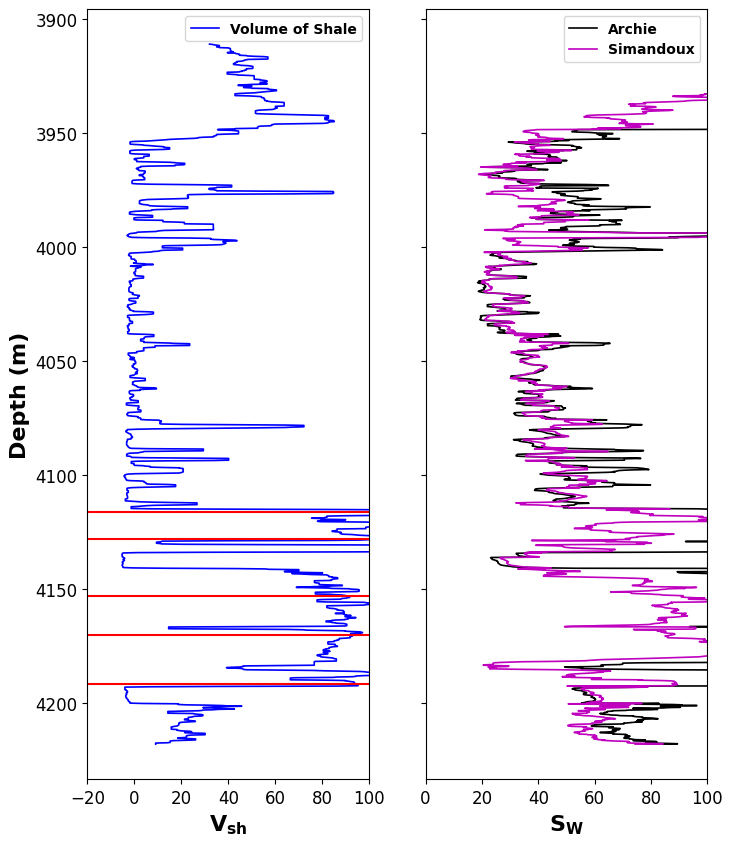 Volume of Shale
Archie
Simandoux
Depth (m)
3900
3950
4000
4050
4100
4150
4200
−20 0 20 40 60 80 100
0 20 40 60 80 100
Vsh
SW